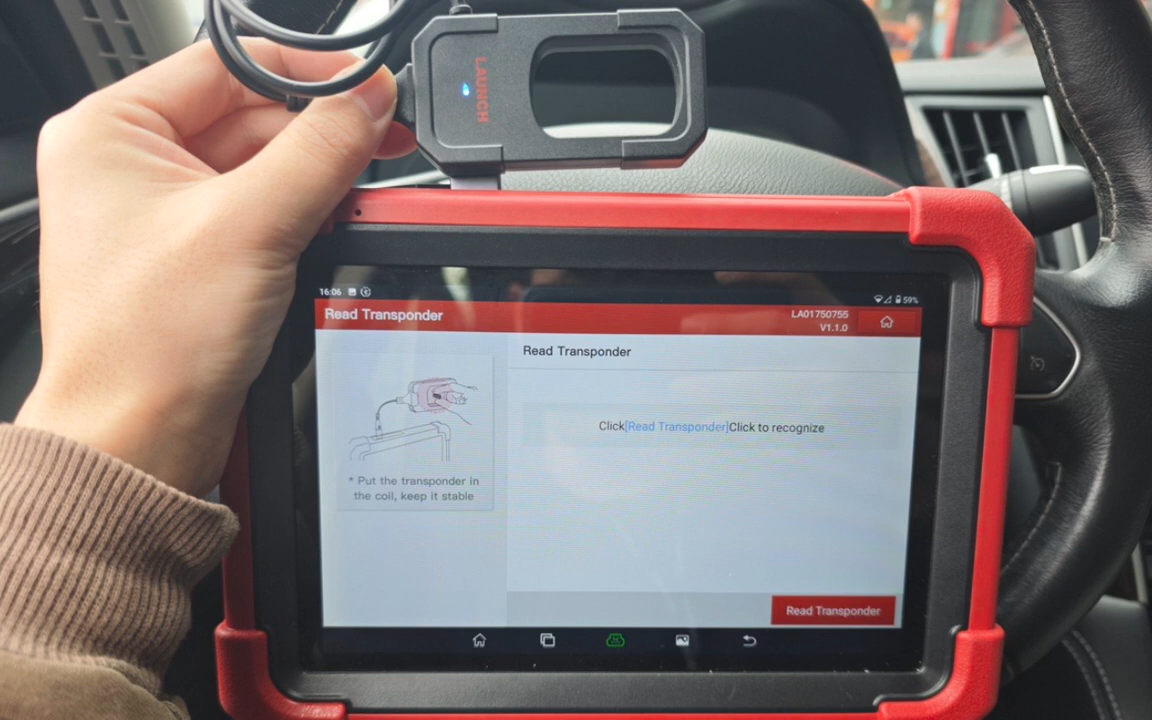 LAUNCH
16:06
59%
Read Transponder
LA01750755
V1.1.0
Read Transponder
Click[Read Transponder]Click to recognize
* Put the transponder in
the coil, keep it stable
Read Transponder